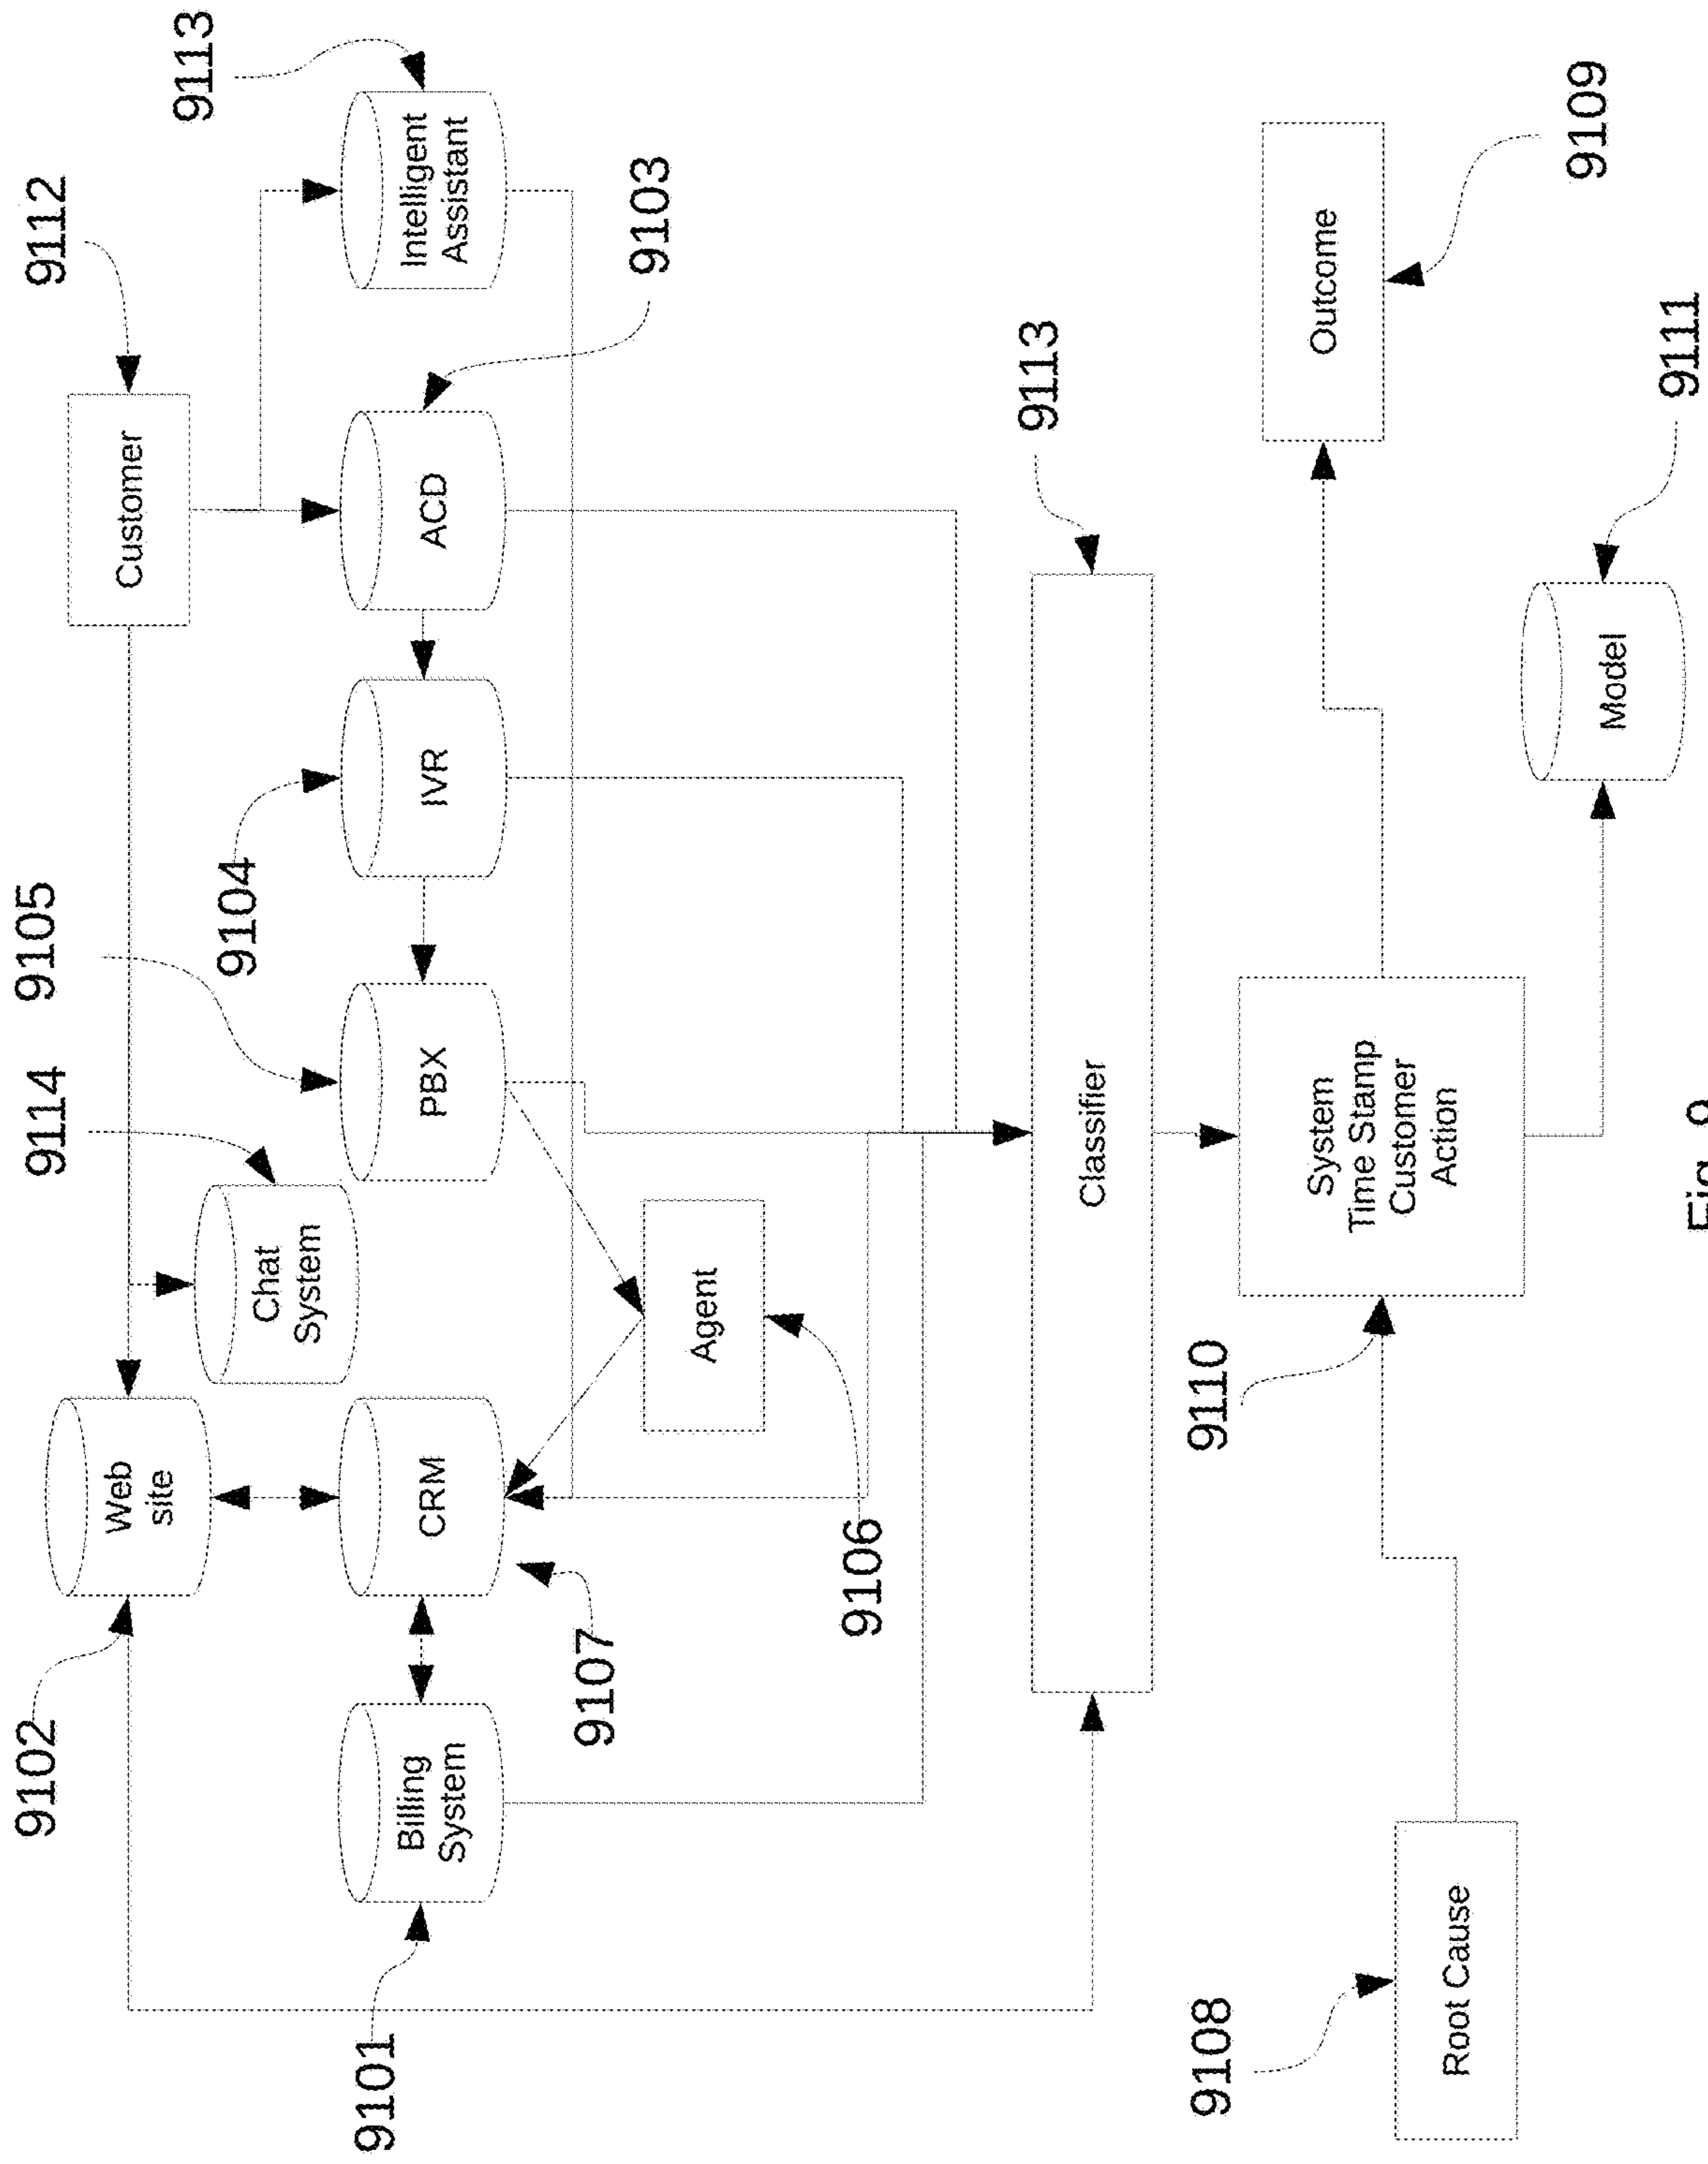 9102
9114
9105
9112
Web
site
Customer
9113
9104
Chat
System
9101
Billing
System
CRM
PBX
IVR
ACD
Intelligent
Assistant
9107
9103
Agent
9106
9113
Classifier
9108
9110
System
Time Stamp
Customer
Action
Outcome
Root Cause
9109
Model
9111
Fig. 9